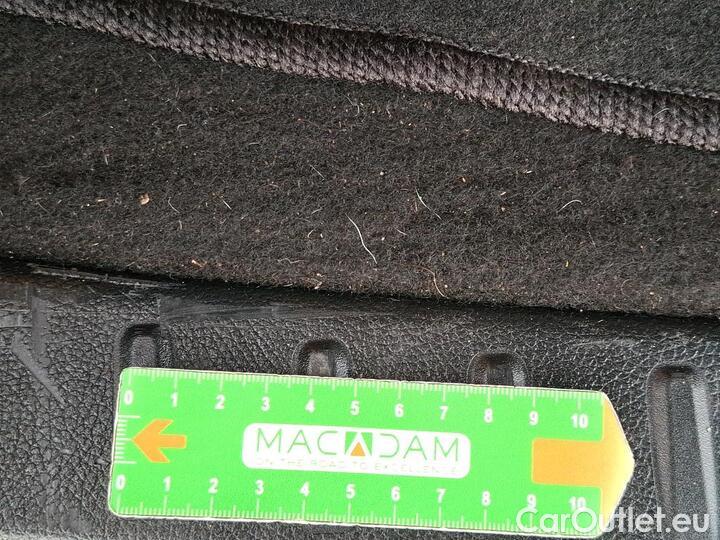 0 1 2 3 4 5 6 7 8 9 10
MACADAM
ON THE ROAD TO EXCELLENCE
0 1 2 3 4 5 6 7 8 9 10
CarOutlet.eu